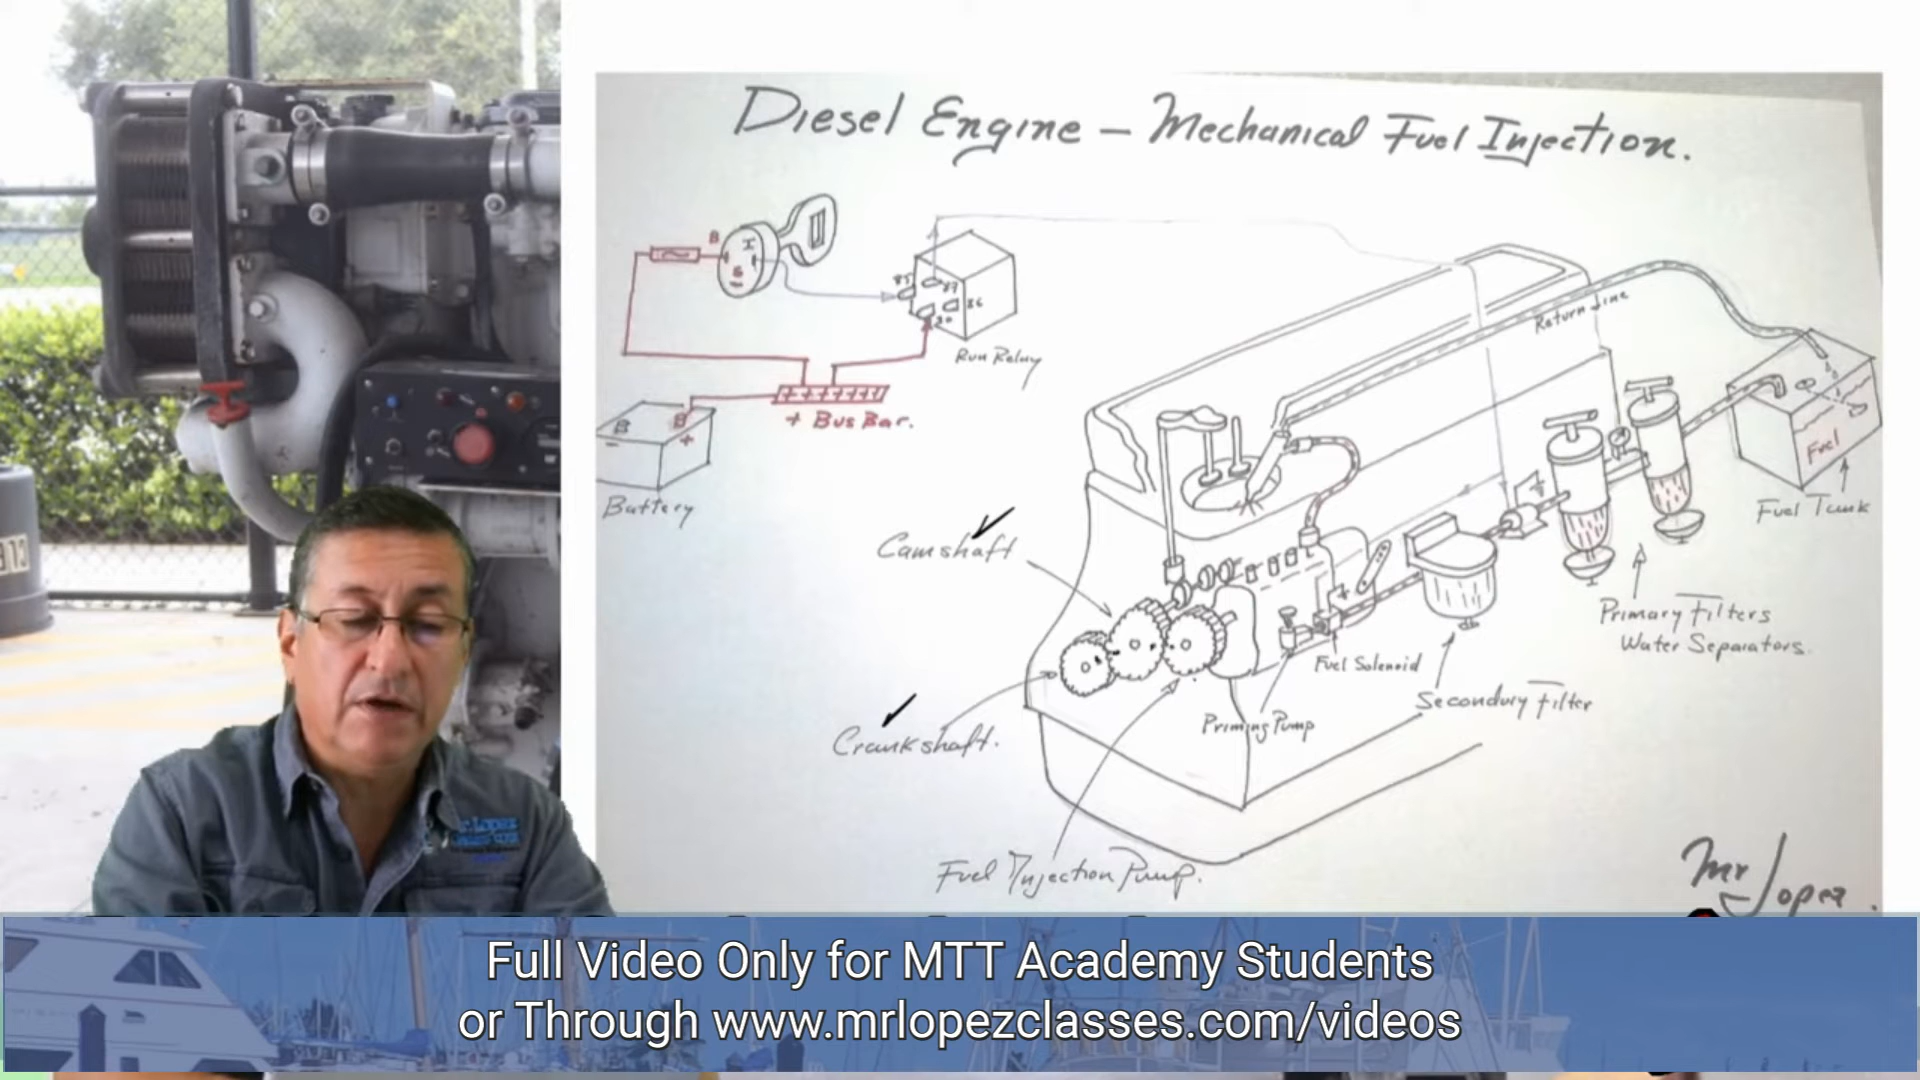 Diesel Engine – Mechanical Fuel Injection.
B
I
S
85
87
86
30
Run Relay
Return Line
B
B
-
+
+ Bus Bar.
Battery
Fuel
Fuel Tank
Camshaft
Primary Filters
Water Separators.
Fuel Solenoid
Secondury Filter
Priming Pump
Crankshaft.
Fuel Injection Pump.
Mr Lopez
Full Video Only for MTT Academy Students
or Through www.mrlopezclasses.com/videos